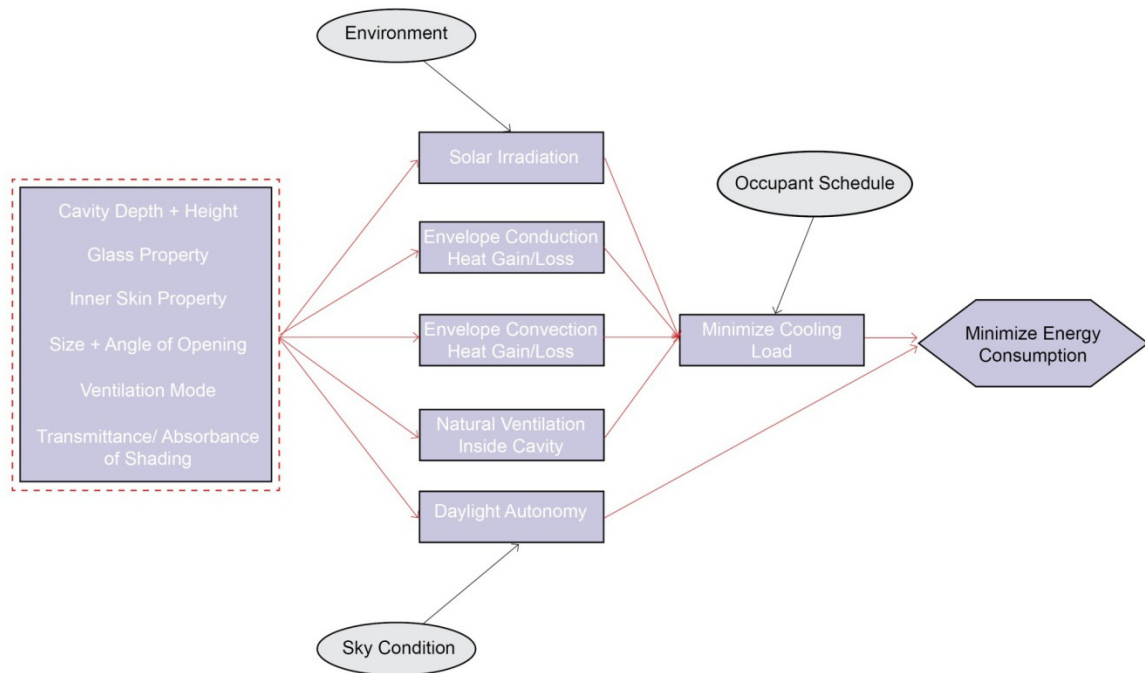 Environment
Solar Irradiation
Occupant Schedule
Cavity Depth + Height
Glass Property
Inner Skin Property
Size + Angle of Opening
Ventilation Mode
Transmittance/ Absorbance
of Shading
Envelope Conduction
Heat Gain/Loss
Envelope Convection
Heat Gain/Loss
Natural Ventilation
Inside Cavity
Daylight Autonomy
Minimize Cooling
Load
Minimize Energy
Consumption
Sky Condition